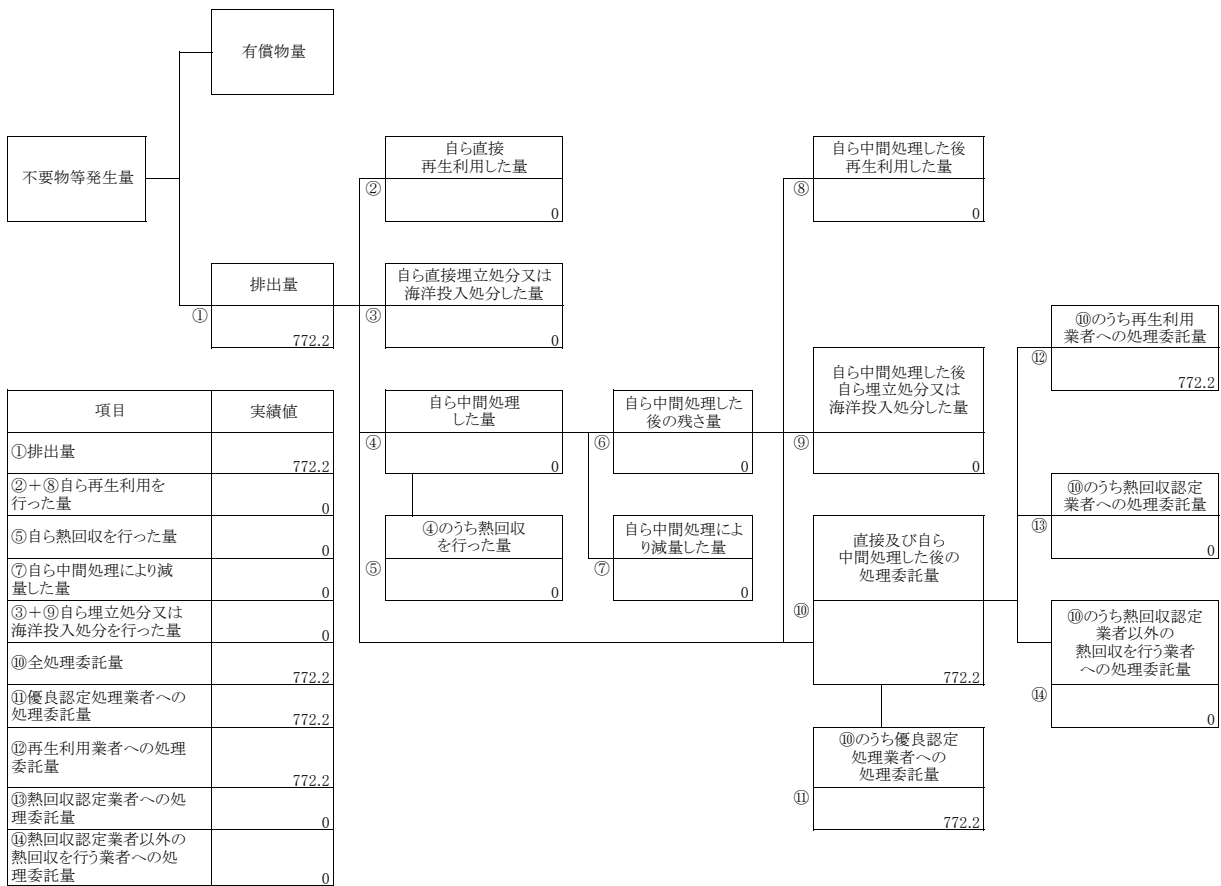 有償物量
不要物等発生量
自ら直接
再生利用した量
②
0
自ら中間処理した後
再生利用した量
⑧
0
排出量
①
772.2
自ら直接埋立処分又は
海洋投入処分した量
③
0
⑩のうち再生利用
業者への処理委託量
⑫
772.2
自ら中間処理
した量
④
0
自ら中間処理した
後の残さ量
⑥
0
自ら中間処理した後
自ら埋立処分又は
海洋投入処分した量
⑨
0
⑩のうち熱回収認定
業者への処理委託量
⑬
0
④のうち熱回収
を行った量
⑤
0
自ら中間処理によ
り減量した量
⑦
0
直接及び自ら
中間処理した後の
処理委託量
⑩
772.2
⑩のうち熱回収認定
業者以外の
熱回収を行う業者
への処理委託量
⑭
0
⑩のうち優良認定
処理業者への
処理委託量
⑪
772.2
項目 実績値
①排出量
772.2
②+⑧自ら再生利用を
行った量
0
⑤自ら熱回収を行った量
0
⑦自ら中間処理により減
量した量
0
③+⑨自ら埋立処分又は
海洋投入処分を行った量
0
⑩全処理委託量
772.2
⑪優良認定処理業者への
処理委託量
772.2
⑫再生利用業者への処理
委託量
772.2
⑬熱回収認定業者への処
理委託量
0
⑭熱回収認定業者以外の
熱回収を行う業者への処
理委託量
0